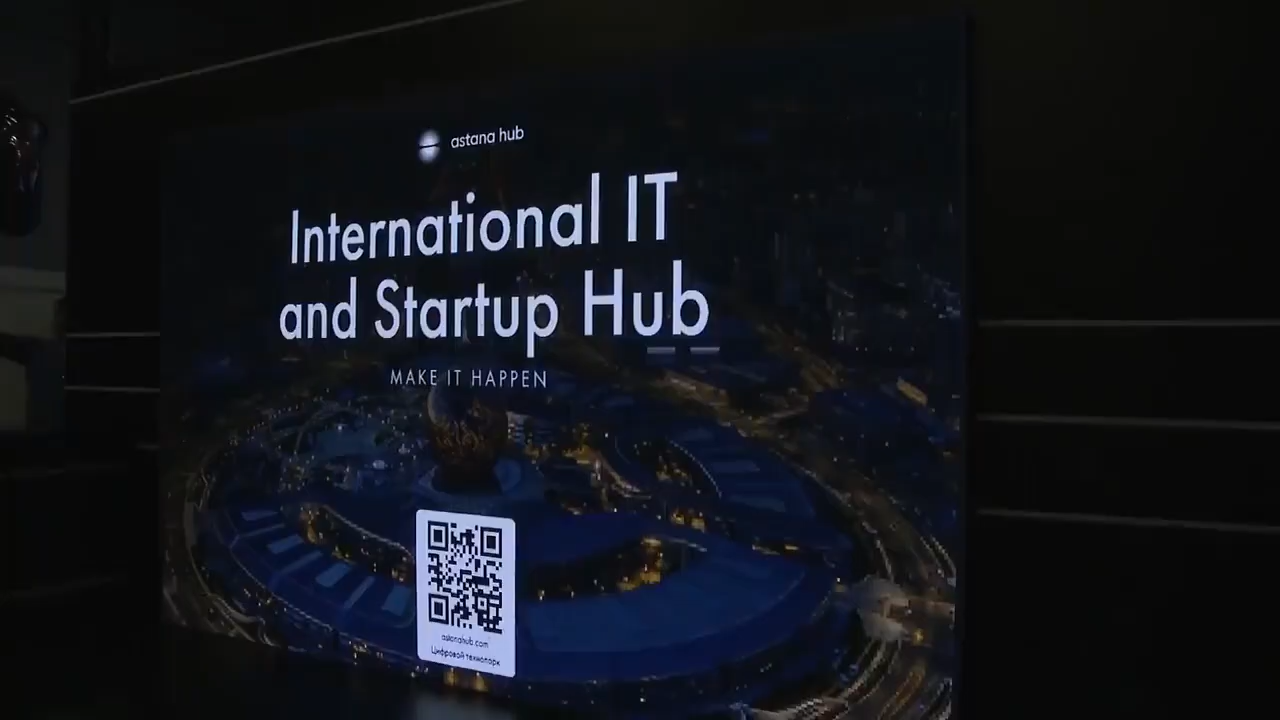 astana hub
International IT
and Startup Hub
MAKE IT HAPPEN
astanahub.com
Цифровой технопарк